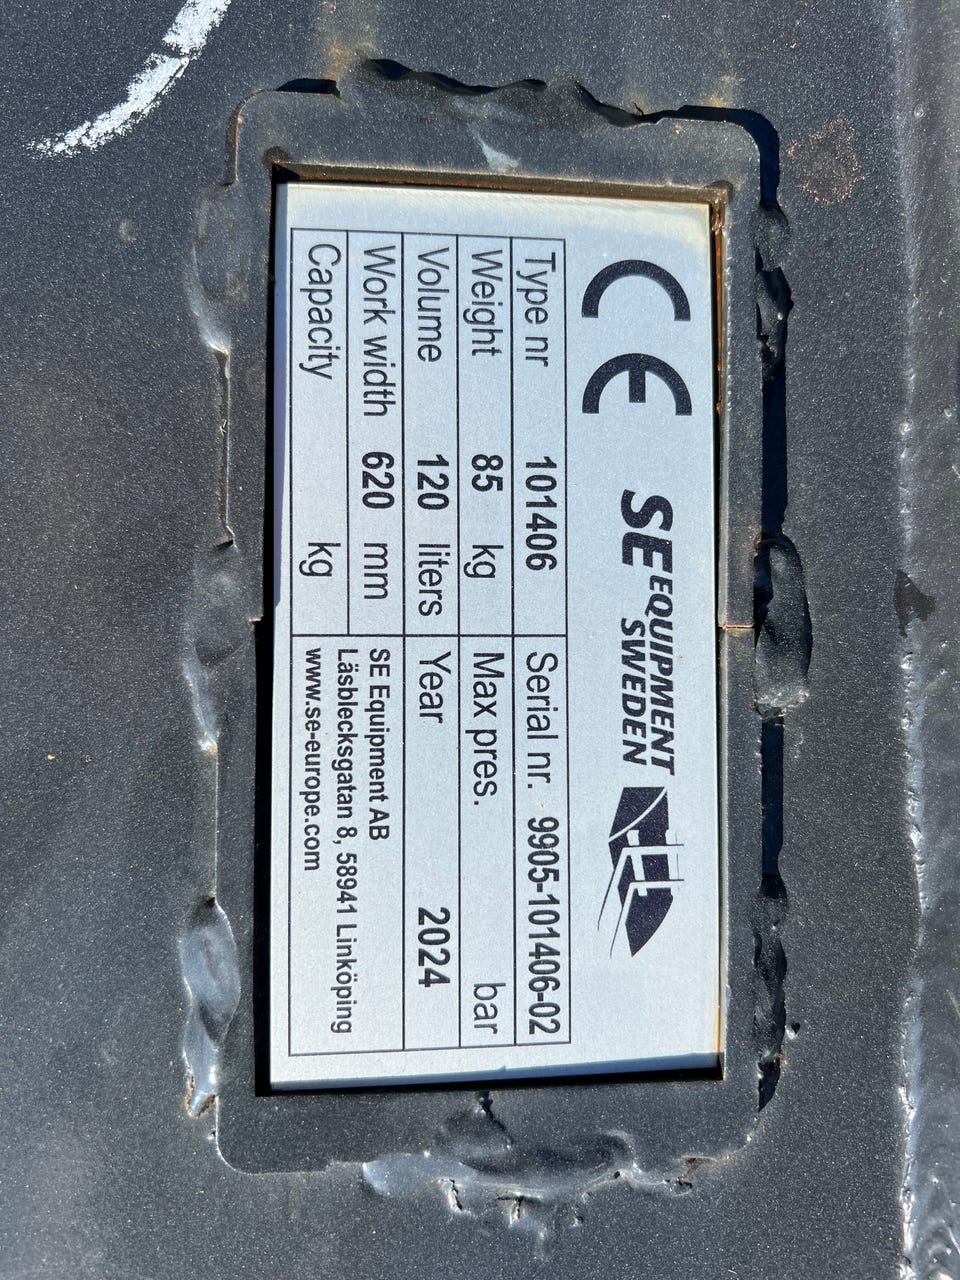 CE SE EQUIPMENT SWEDEN
Type nr 101406 Serial nr. 9905-101406-02
Weight 85 kg Max pres. bar
Volume 120 liters Year 2024
Work width 620 mm SE Equipment AB
Läsblecksgatan 8, 58941 Linköping
Capacity kg www.se-europe.com